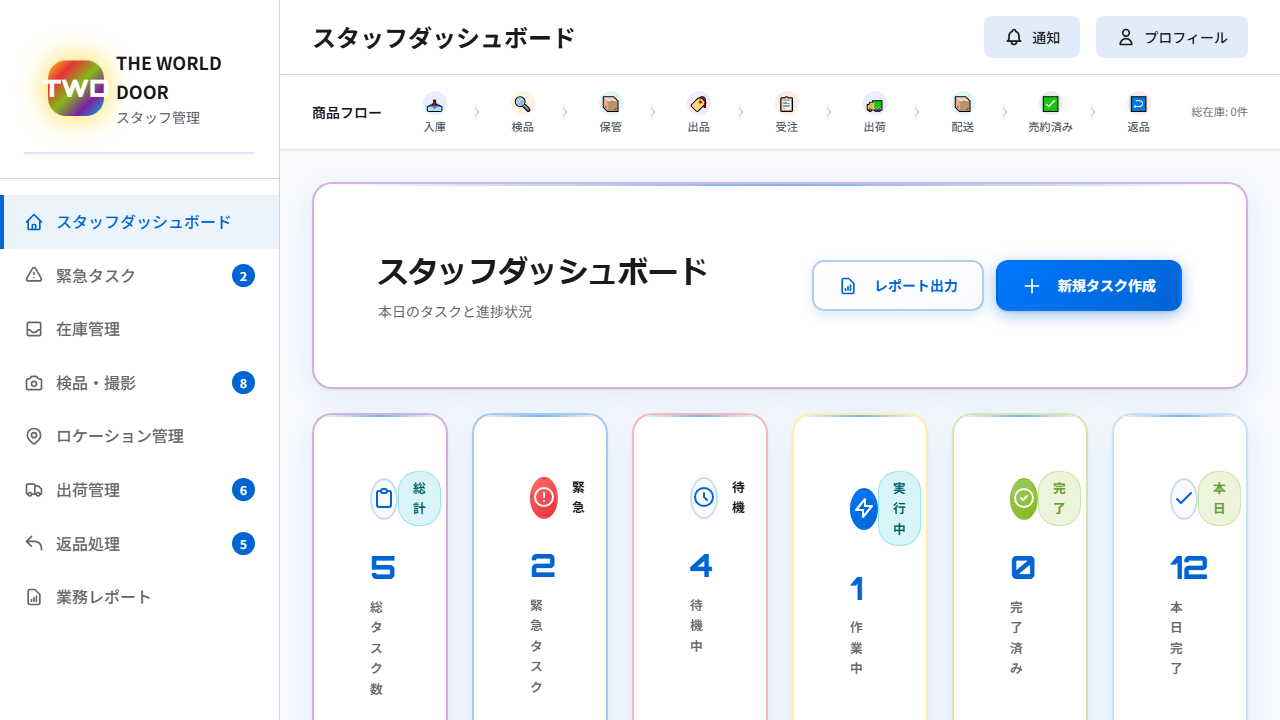 TWD
THE WORLD
DOOR
スタッフ管理
スタッフダッシュボード
緊急タスク
2
在庫管理
検品・撮影
8
ロケーション管理
出荷管理
6
返品処理
5
業務レポート
スタッフダッシュボード
通知
プロフィール
商品フロー
入庫
検品
保管
出品
受注
出荷
配送
売約済み
返品
総在庫: 0件
スタッフダッシュボード
本日のタスクと進捗状況
レポート出力
新規タスク作成
総
計
5
総
タ
ス
ク
数
緊
急
2
緊
急
タ
ス
ク
待
機
4
待
機
中
実
行
中
1
作
業
中
完
了
0
完
了
済
み
本
日
12
本
日
完
了